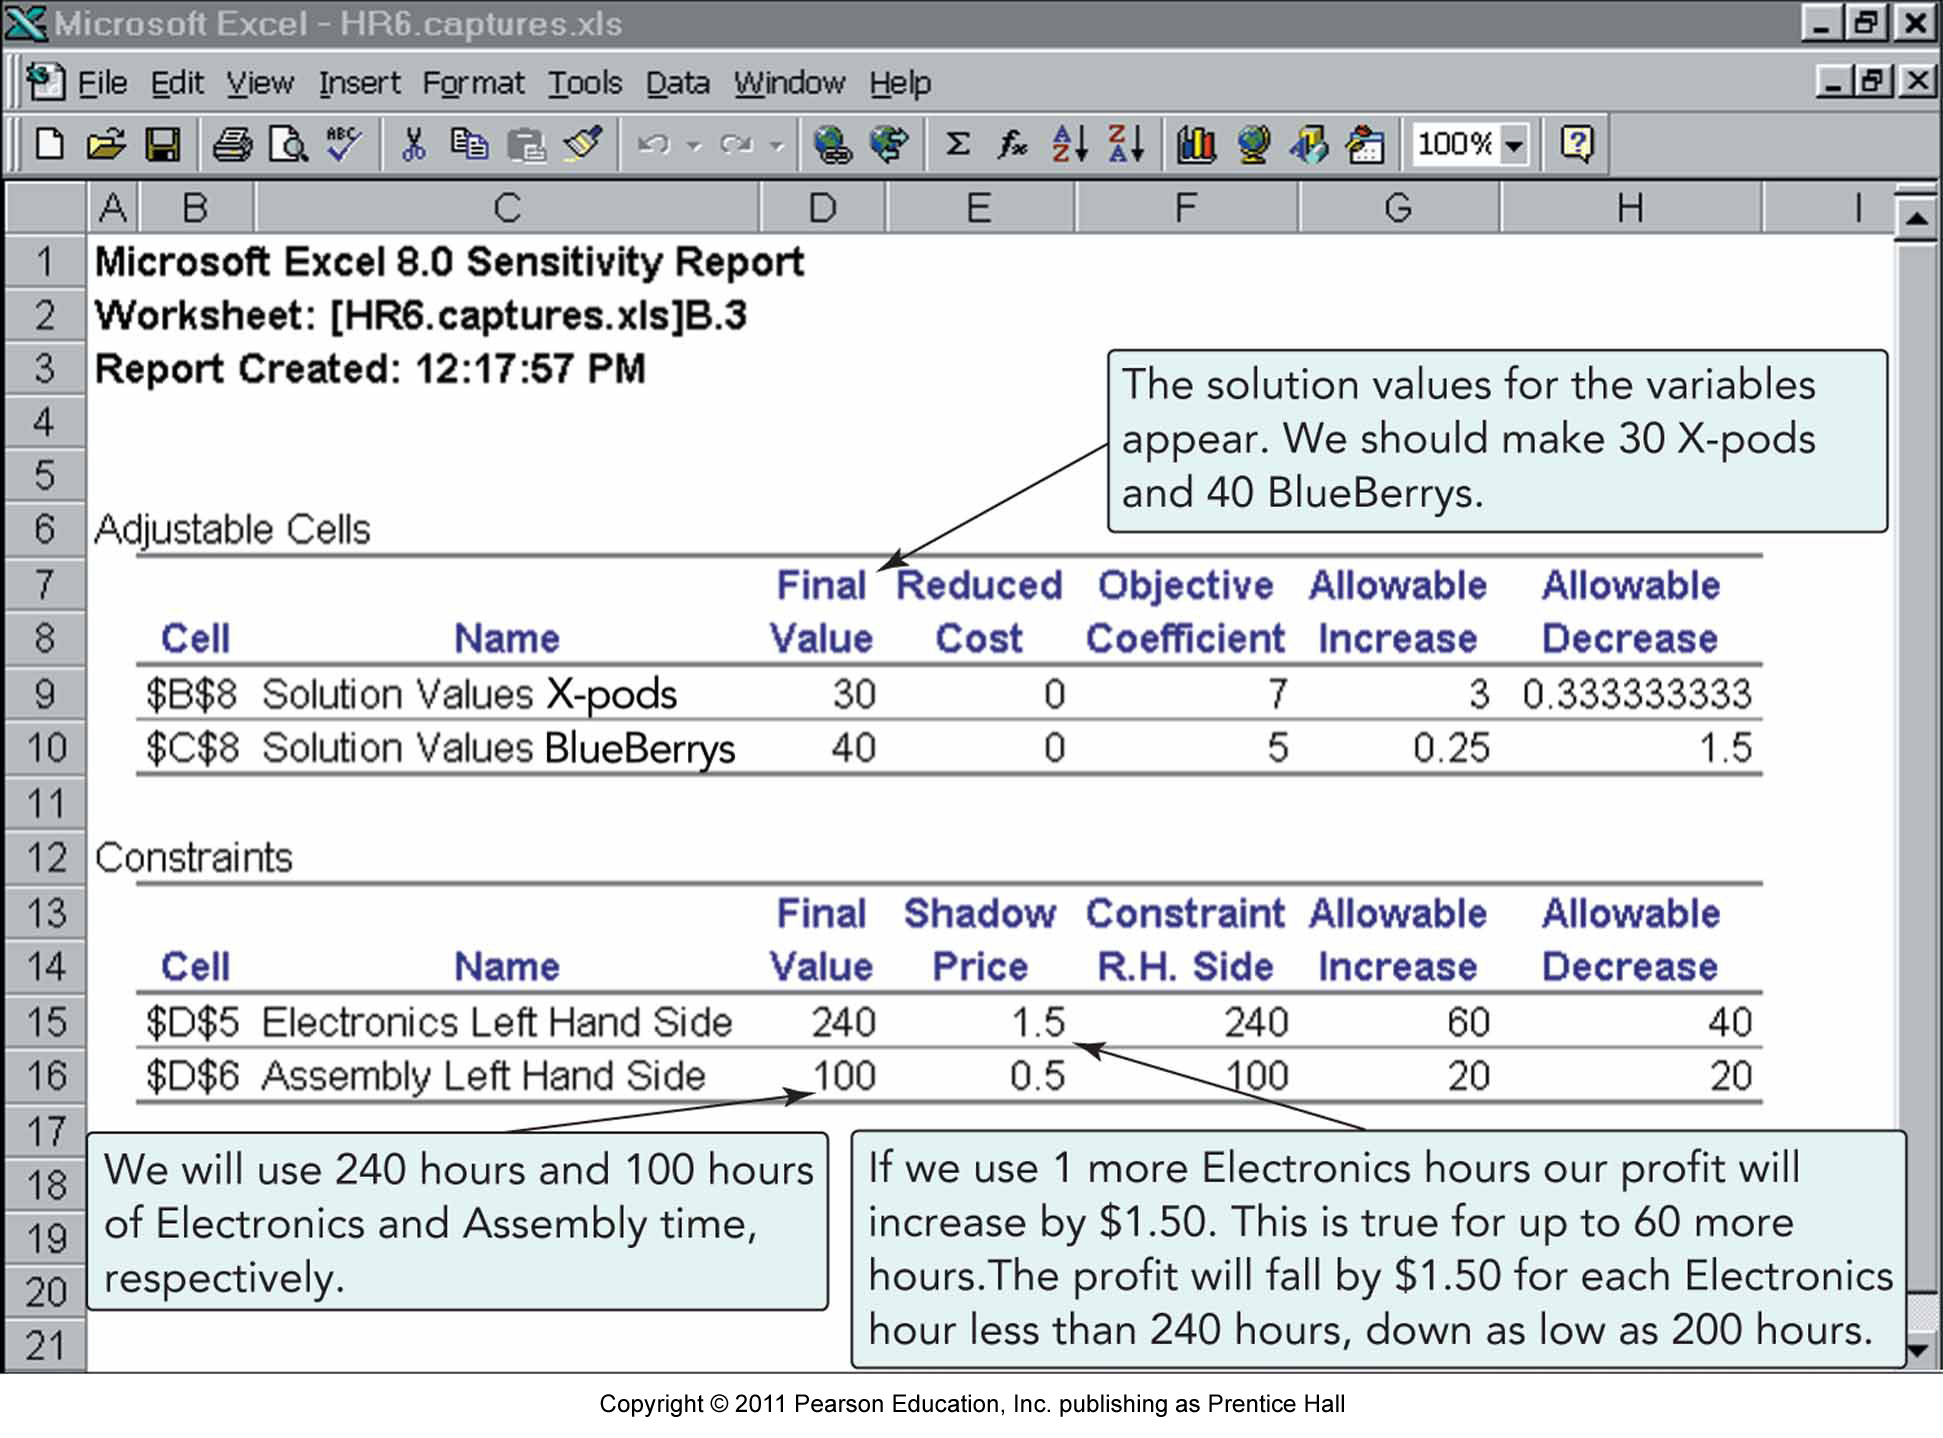 Microsoft Excel - HR6.captures.xls
File Edit View Insert Format Tools Data Window Help
ABC Σ fx A Z Z A 100% ?
A B C D E F G H I
1 Microsoft Excel 8.0 Sensitivity Report
2 Worksheet: [HR6.captures.xls]B.3
3 Report Created: 12:17:57 PM
The solution values for the variables
4 appear. We should make 30 X-pods
5 and 40 BlueBerrys.
6 Adjustable Cells
7 Final Reduced Objective Allowable Allowable
8 Cell Name Value Cost Coefficient Increase Decrease
9 $B$8 Solution Values X-pods 30 0 7 3 0.333333333
10 $C$8 Solution Values BlueBerrys 40 0 5 0.25 1.5
11
12 Constraints
13 Final Shadow Constraint Allowable Allowable
14 Cell Name Value Price R.H. Side Increase Decrease
15 $D$5 Electronics Left Hand Side 240 1.5 240 60 40
16 $D$6 Assembly Left Hand Side 100 0.5 100 20 20
17
18
19
20
21
We will use 240 hours and 100 hours
of Electronics and Assembly time,
respectively.
If we use 1 more Electronics hours our profit will
increase by $1.50. This is true for up to 60 more
hours.The profit will fall by $1.50 for each Electronics
hour less than 240 hours, down as low as 200 hours.
Copyright © 2011 Pearson Education, Inc. publishing as Prentice Hall